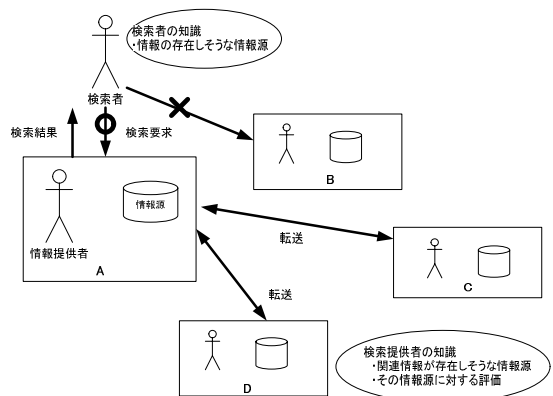 検索者の知識
・情報の存在しそうな情報源
検索者
検索結果
検索要求
情報源
情報提供者
A
B
転送
C
転送
D
検索提供者の知識
・関連情報が存在しそうな情報源
・その情報源に対する評価